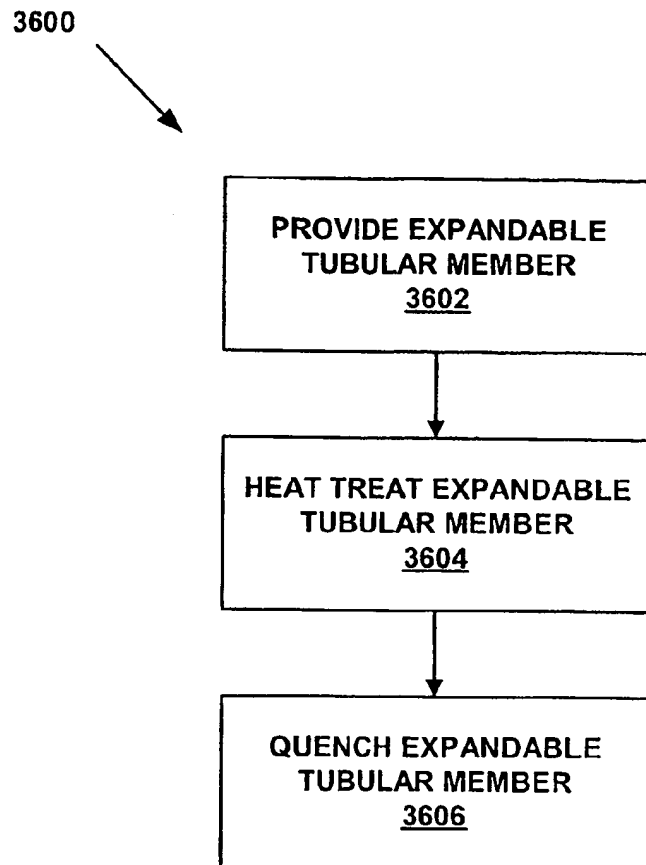 3600
PROVIDE EXPANDABLE
TUBULAR MEMBER
3602
HEAT TREAT EXPANDABLE
TUBULAR MEMBER
3604
QUENCH EXPANDABLE
TUBULAR MEMBER
3606